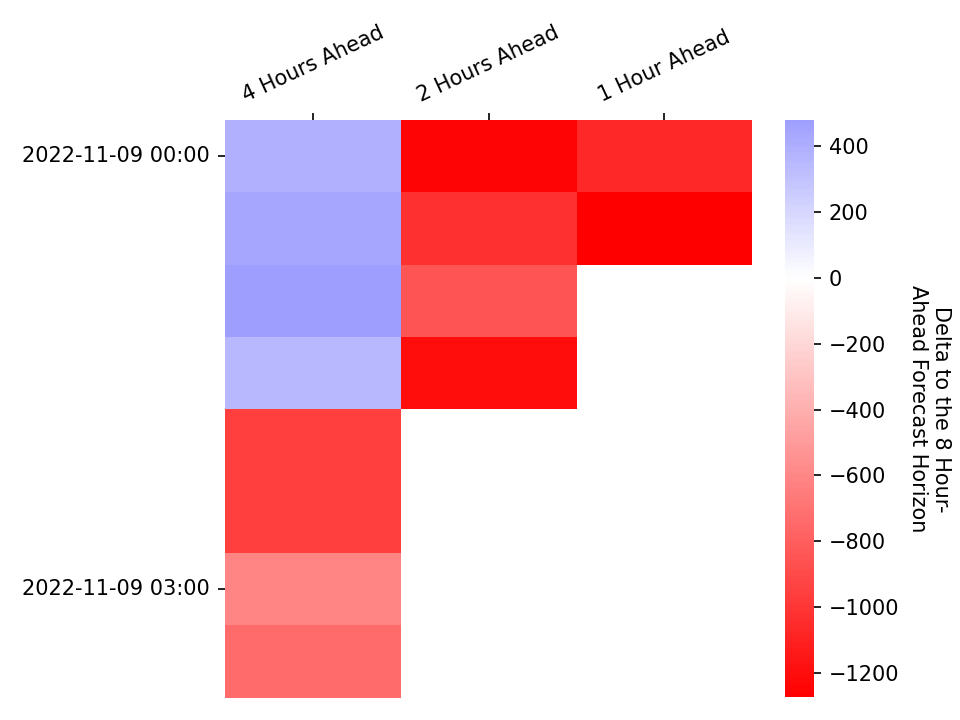 4 Hours Ahead
2 Hours Ahead
1 Hour Ahead
2022-11-09 00:00
2022-11-09 03:00
400
200
0
−200
−400
−600
−800
−1000
−1200
Delta to the 8 Hour-
Ahead Forecast Horizon